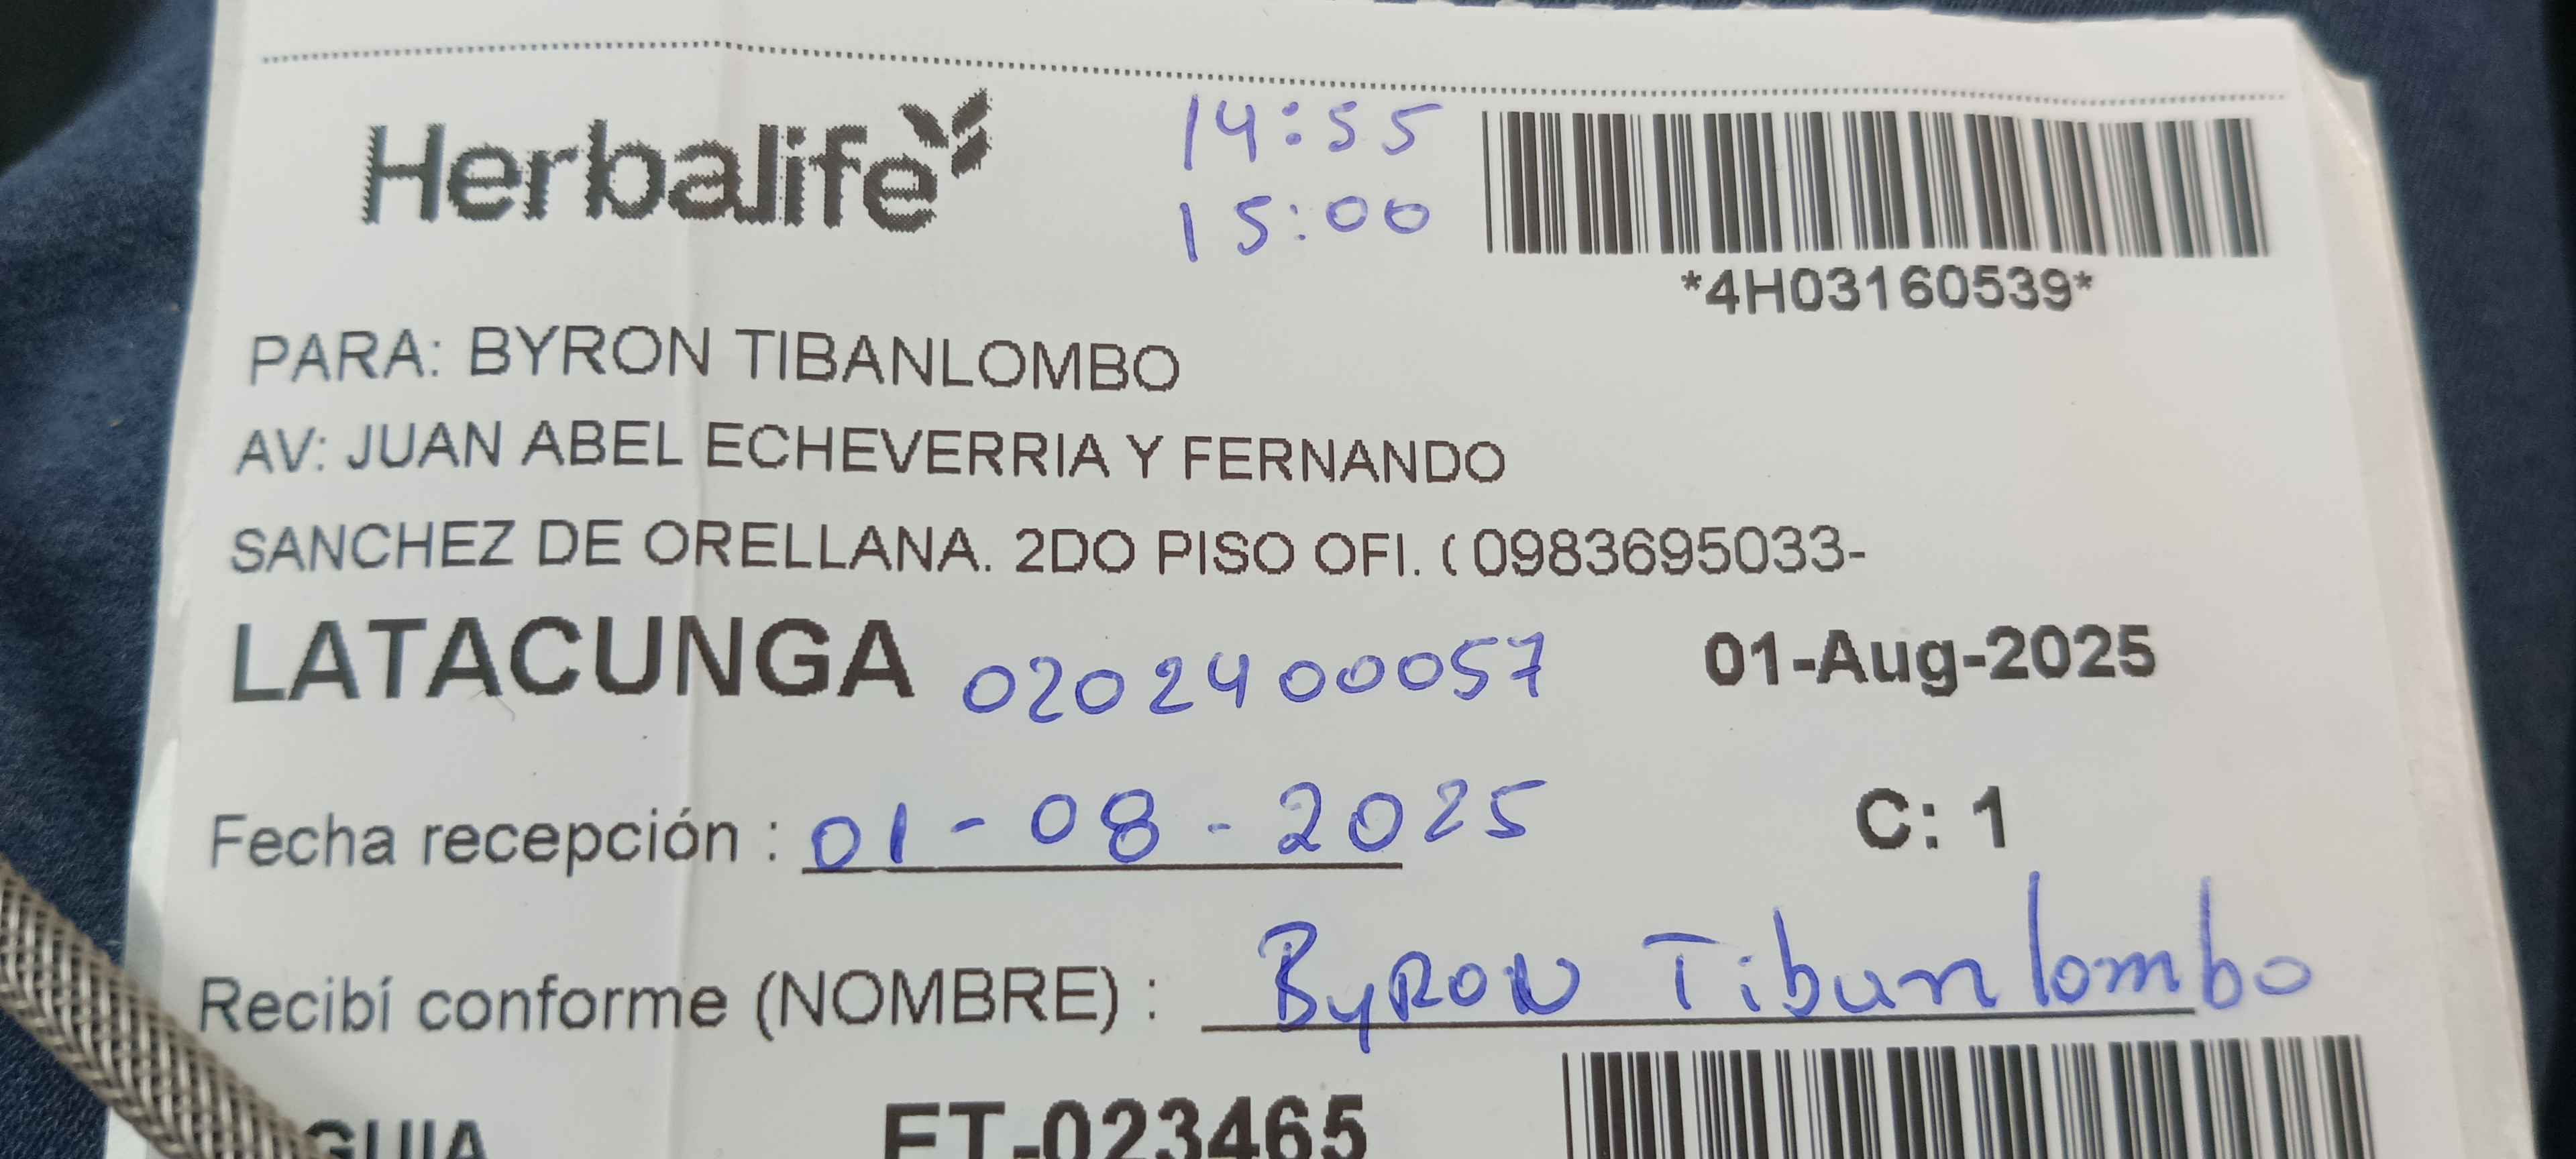 Herbalife
14:55
15:00
*4H03160539*
PARA: BYRON TIBANLOMBO
AV: JUAN ABEL ECHEVERRIA Y FERNANDO
SANCHEZ DE ORELLANA. 2DO PISO OFI. ( 0983695033-
LATACUNGA 0202400057 01-Aug-2025
Fecha recepción : 01-08-2025 C: 1
Recibí conforme (NOMBRE) : Byron Tibanlombo
GUIA ET-023465